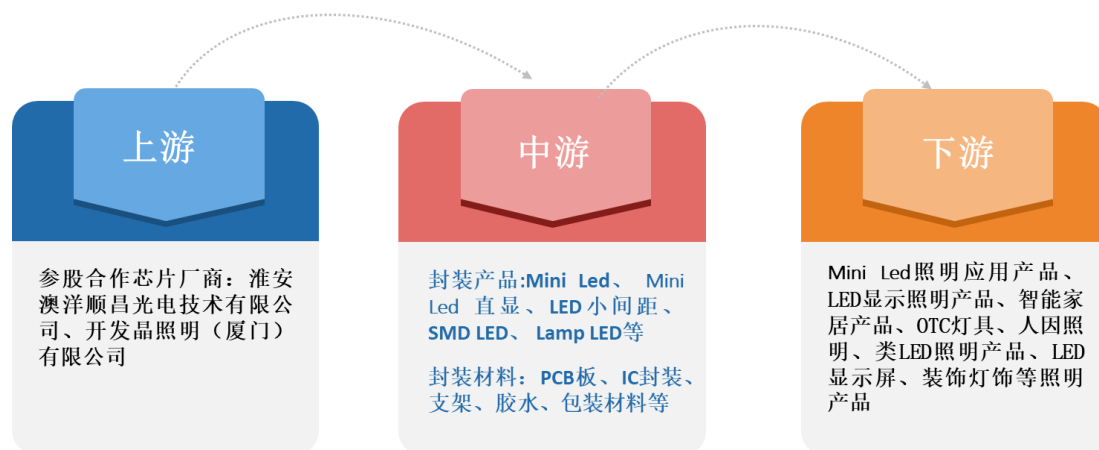 上游
参股合作芯片厂商：淮安
澳洋顺昌光电技术有限公
司、开发晶照明（厦门）
有限公司
中游
封装产品:Mini Led、 Mini
Led 直显、LED小间距、
SMD LED、 Lamp LED等
封装材料：PCB板、IC封装、
支架、胶水、包装材料等
下游
Mini Led照明应用产品、
LED显示照明产品、智能家
居产品、OTC灯具、人因照
明、类LED照明产品、LED
显示屏、装饰灯饰等照明
产品